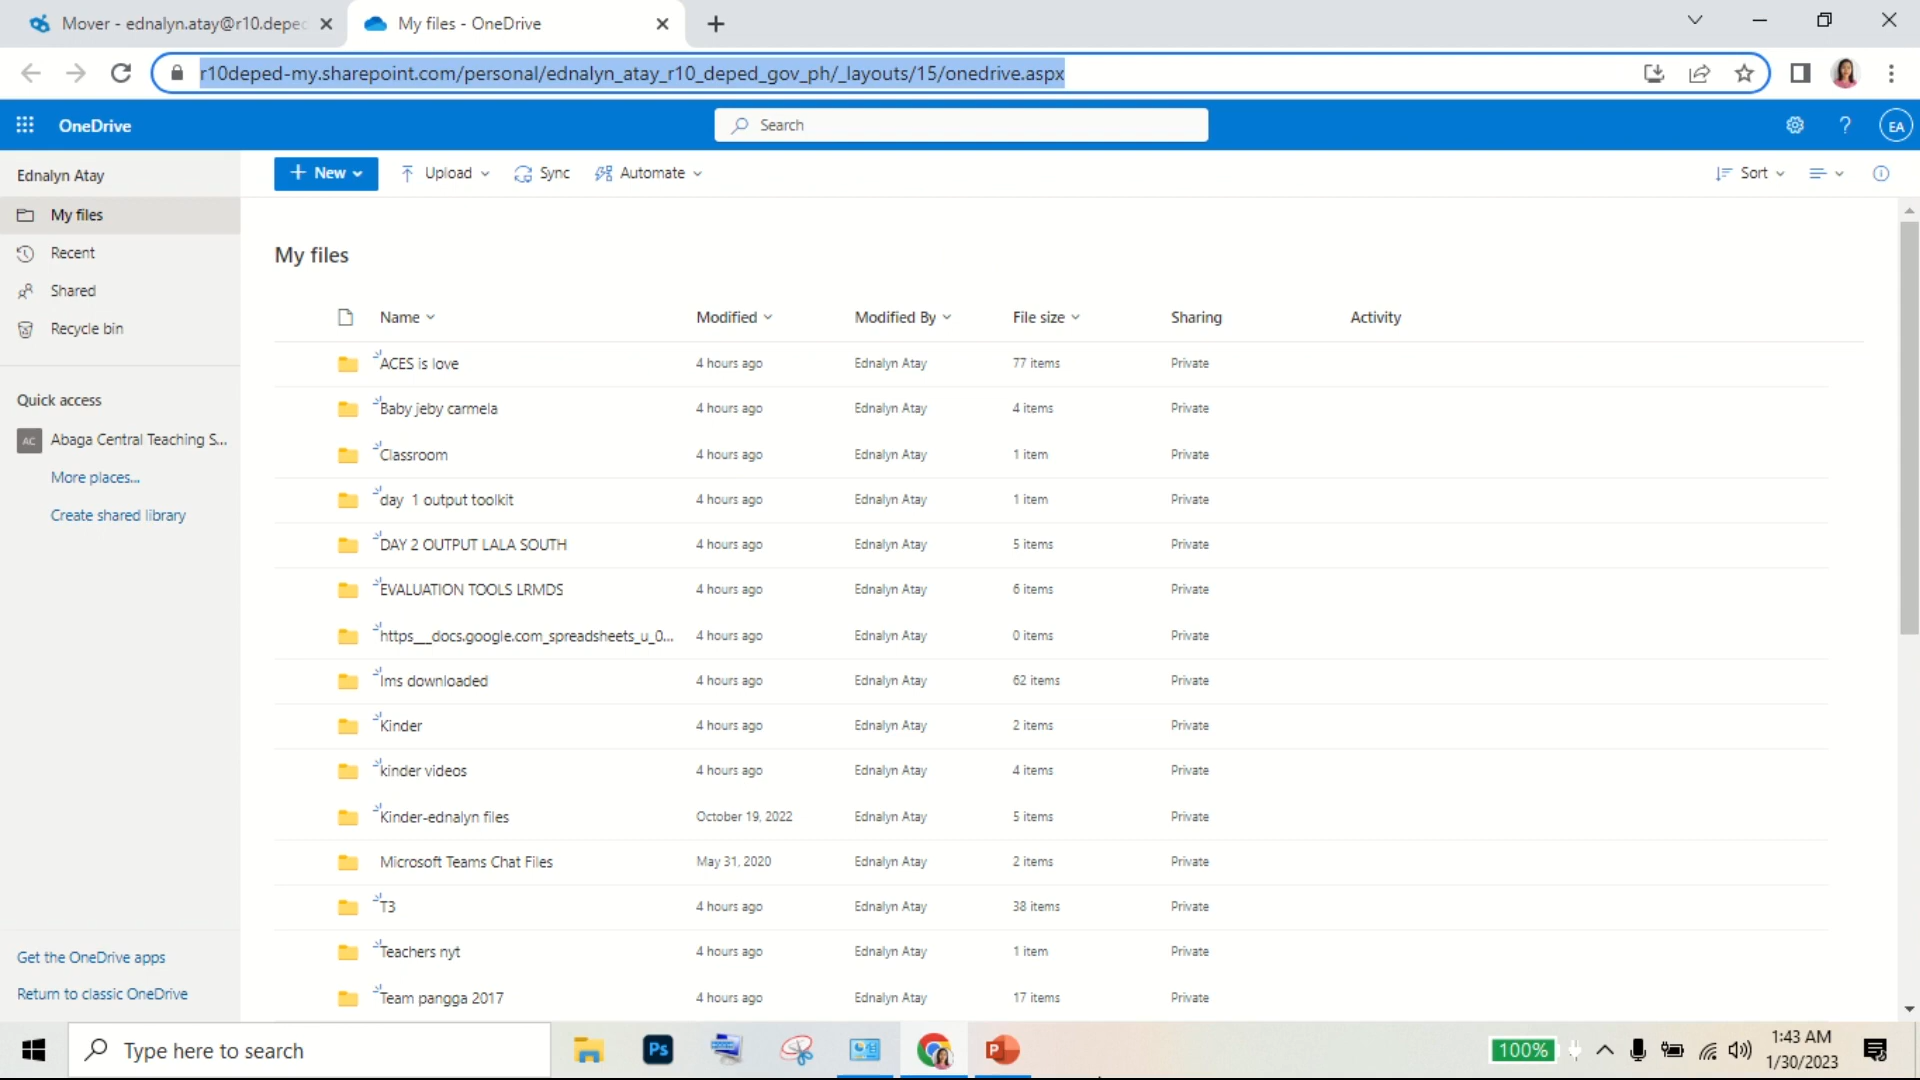 Mover - ednalyn.atay@r10.depec
My files - OneDrive
r10deped-my.sharepoint.com/personal/ednalyn_atay_r10_deped_gov_ph/_layouts/15/onedrive.aspx
OneDrive
Search
EA
Ednalyn Atay
New
Upload
Sync
Automate
Sort
My files
Recent
Shared
Recycle bin
Quick access
AC Abaga Central Teaching S...
More places...
Create shared library
Get the OneDrive apps
Return to classic OneDrive
My files
Name Modified Modified By File size Sharing Activity
ACES is love 4 hours ago Ednalyn Atay 77 items Private
Baby jeby carmela 4 hours ago Ednalyn Atay 4 items Private
Classroom 4 hours ago Ednalyn Atay 1 item Private
day 1 output toolkit 4 hours ago Ednalyn Atay 1 item Private
DAY 2 OUTPUT LALA SOUTH 4 hours ago Ednalyn Atay 5 items Private
EVALUATION TOOLS LRMDS 4 hours ago Ednalyn Atay 6 items Private
https__docs.google.com_spreadsheets_u_0... 4 hours ago Ednalyn Atay 0 items Private
lms downloaded 4 hours ago Ednalyn Atay 62 items Private
Kinder 4 hours ago Ednalyn Atay 2 items Private
kinder videos 4 hours ago Ednalyn Atay 4 items Private
Kinder-ednalyn files October 19, 2022 Ednalyn Atay 5 items Private
Microsoft Teams Chat Files May 31, 2020 Ednalyn Atay 2 items Private
T3 4 hours ago Ednalyn Atay 38 items Private
Teachers nyt 4 hours ago Ednalyn Atay 1 item Private
Team pangga 2017 4 hours ago Ednalyn Atay 17 items Private
Type here to search
Ps
P
100%
1:43 AM
1/30/2023